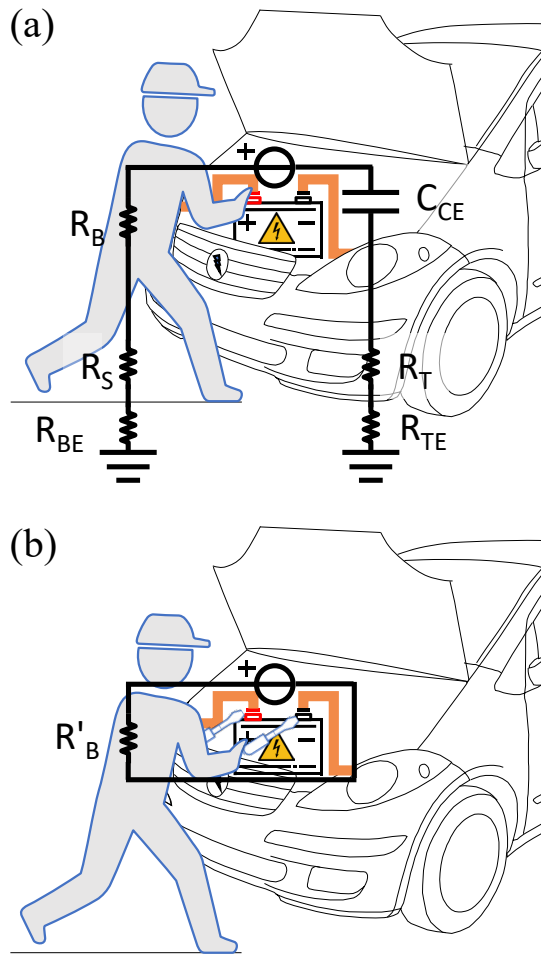 (a)
+
C_CE
R_B
+ −
R_S
R_T
R_BE
R_TE
(b)
+
R'_B
+ −